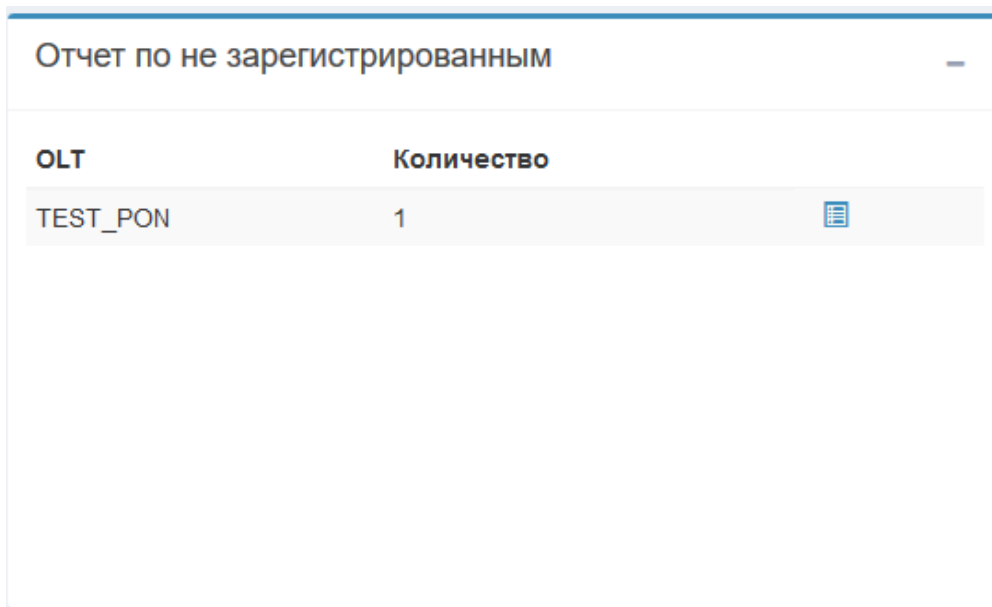 Отчет по не зарегистрированным
OLT Количество
TEST_PON 1